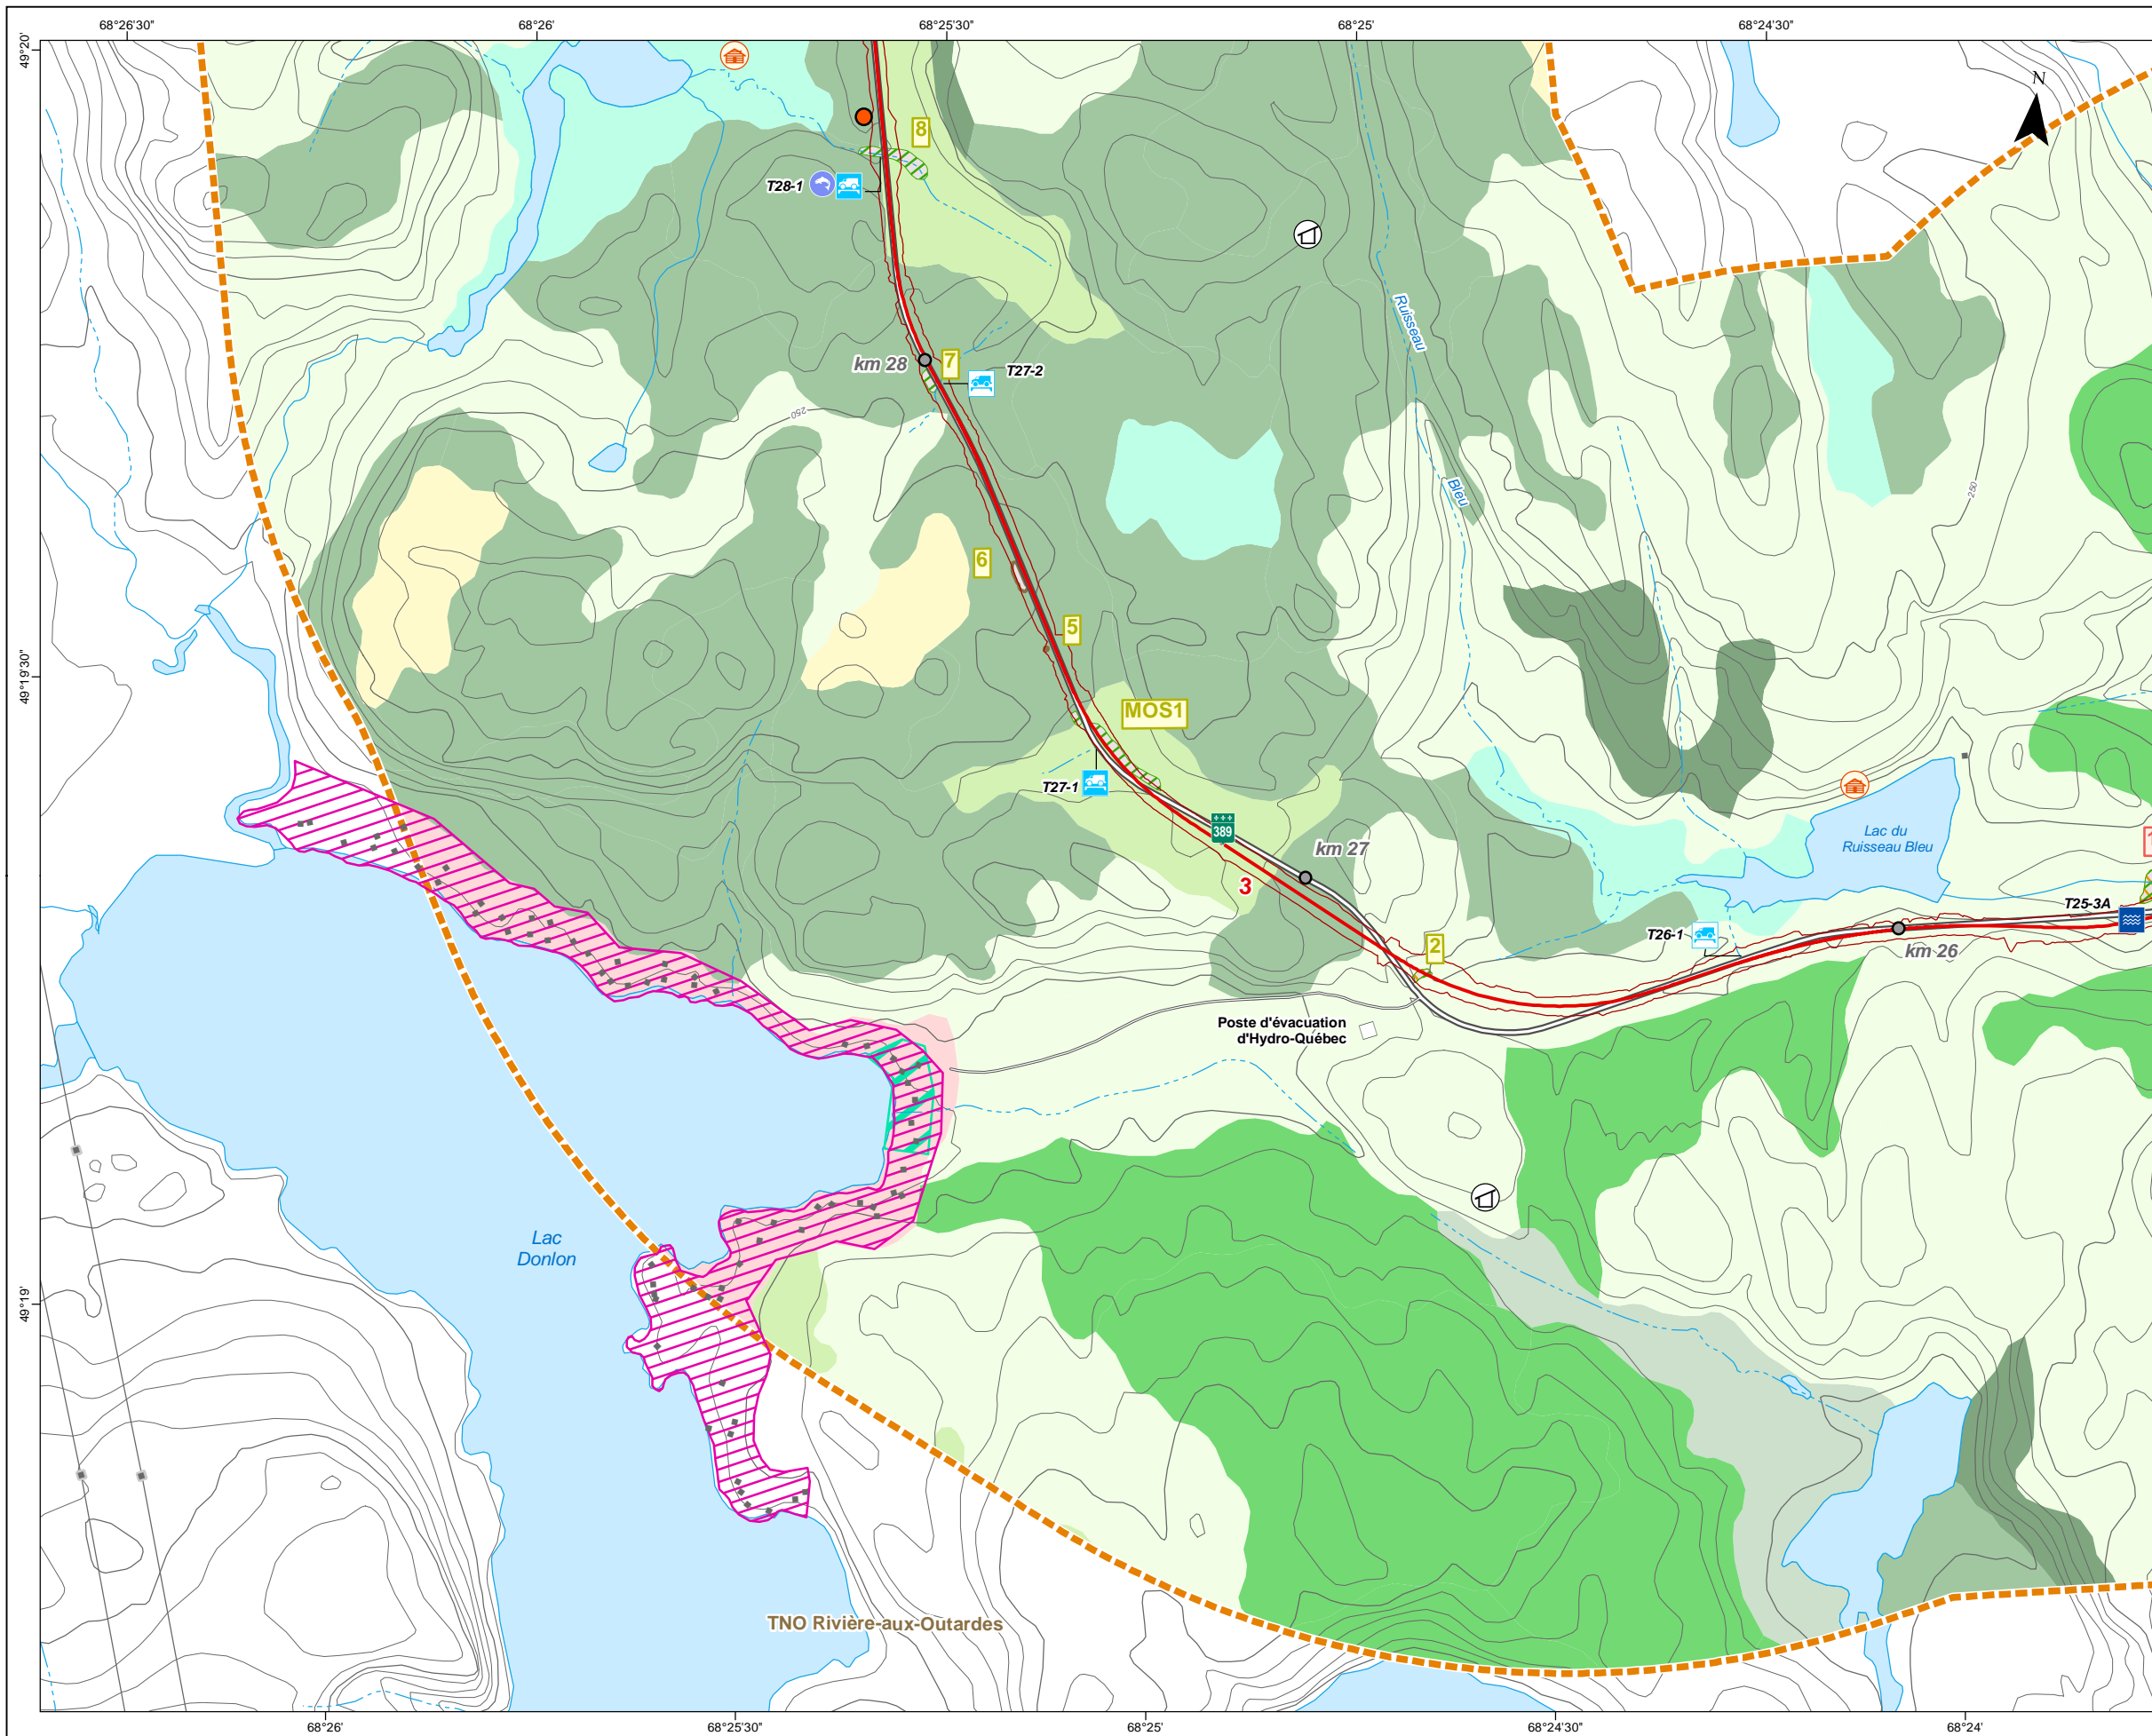 68°26'30"
68°26'
68°25'30"
68°25'
68°24'30"
49°20'
N
8
T28-1
Ruisseau
km 28
7
T27-2
250
Bleu
250
6
5
49°19'30"
MOS1
T27-1
389
km 27
Lac du
Ruisseau Bleu
3
T25-3A
2
T26-1
km 26
Poste d'évacuation
d'Hydro-Québec
Lac
Donlon
49°19'
TNO Rivière-aux-Outardes
68°26'
68°25'30"
68°25'
68°24'30"
68°24'